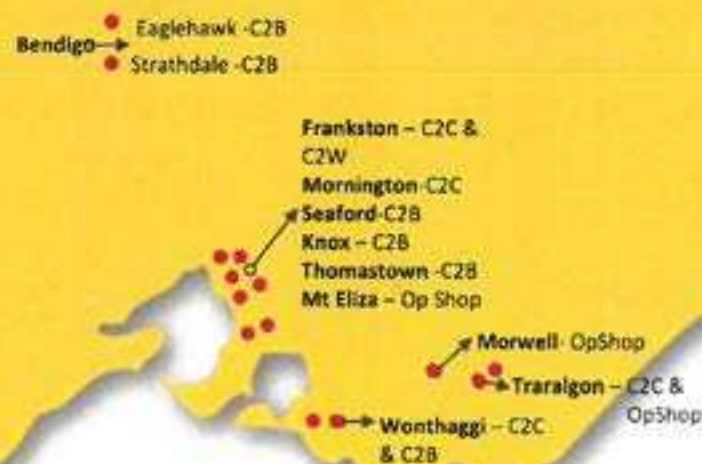 Eaglehawk -C2B
Bendigo
Strathdale -C2B
Frankston – C2C &
C2W
Mornington-C2C
Seaford-C2B
Knox – C2B
Thomastown -C2B
Mt Eliza – Op Shop
Morwell- OpShop
Traralgon – C2C &
OpShop
Wonthaggi – C2C
& C2B